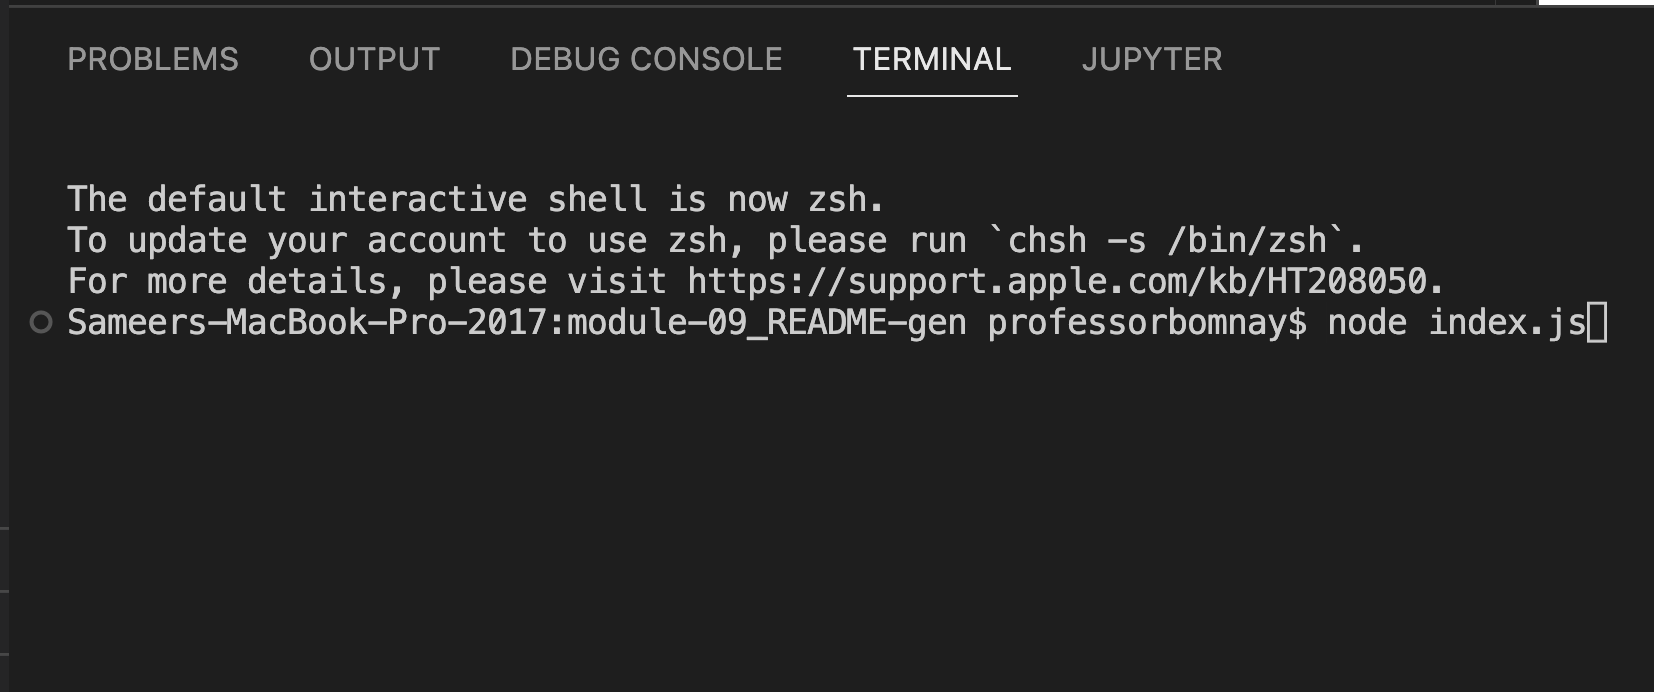 PROBLEMS OUTPUT DEBUG CONSOLE TERMINAL JUPYTER
The default interactive shell is now zsh.
To update your account to use zsh, please run `chsh -s /bin/zsh`.
For more details, please visit https://support.apple.com/kb/HT208050.
Sameers-MacBook-Pro-2017:module-09_README-gen professorbomnay$ node index.js